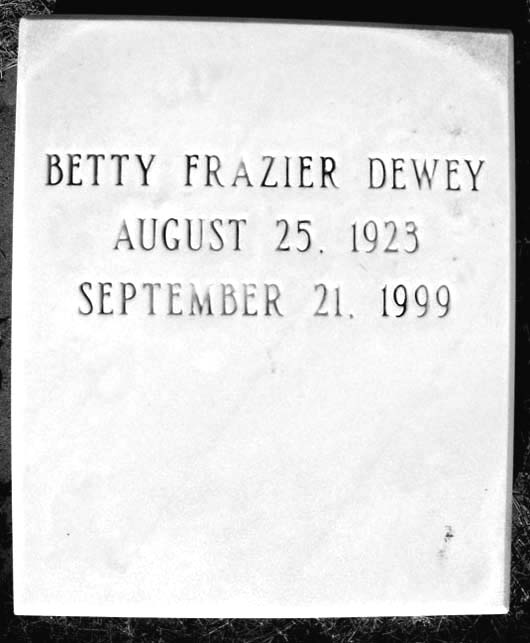 BETTY FRAZIER DEWEY
AUGUST 25, 1923
SEPTEMBER 21, 1999